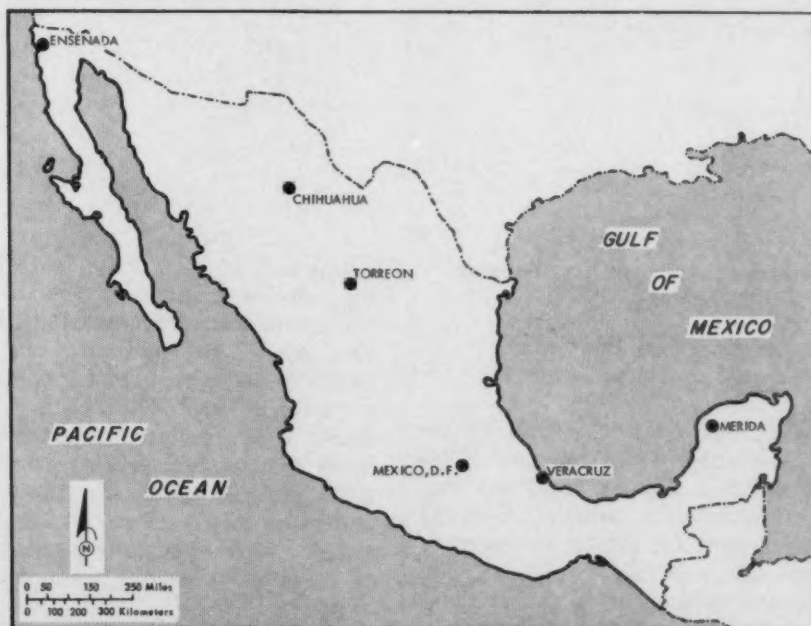 ENSENADA
CHIHUAHUA
TORREON
GULF
OF
MEXICO
MERIDA
PACIFIC
OCEAN
MEXICO, D.F.
VERACRUZ
N
0 50 150 250 Miles
0 100 200 300 Kilometers